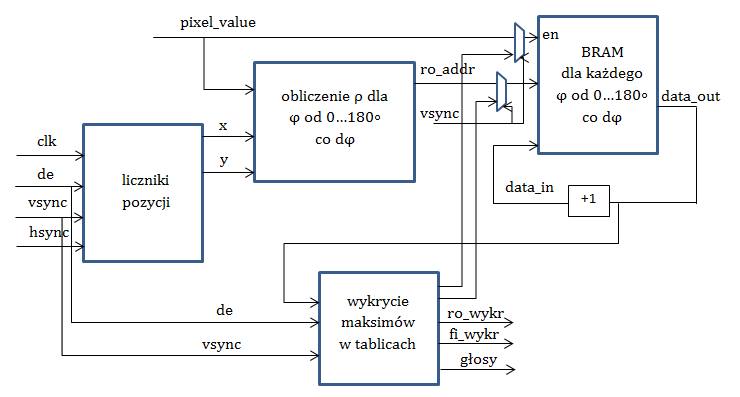 pixel_value
en
BRAM
dla każdego
φ od 0...180∘
co dφ
ro_addr
obliczenie ρ dla
φ od 0...180∘
co dφ
vsync
data_out
clk
x
de
liczniki
pozycji
y
vsync
hsync
data_in
+1
wykrycie
maksimów
w tablicach
de
ro_wykr
fi_wykr
vsync
głosy